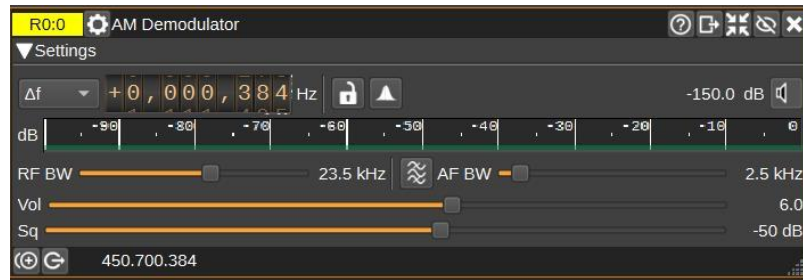 R0:0 AM Demodulator
Settings
Δf +0,000,384 Hz -150.0 dB
dB -90 -80 -70 -60 -50 -40 -30 -20 -10 0
RF BW 23.5 kHz AF BW 2.5 kHz
Vol 6.0
Sq -50 dB
450.700.384